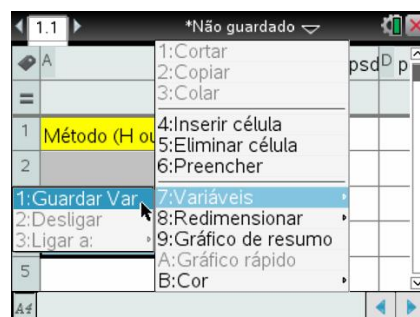 1.1 *Não guardado
A psd D p
=
1 Método (H ou
2
5
A4
1:Cortar
2:Copiar
3:Colar
4:Inserir célula
5:Eliminar célula
6:Preencher
7:Variáveis
8:Redimensionar
9:Gráfico de resumo
A:Gráfico rápido
B:Cor
1:Guardar Var
2:Desligar
3:Ligar a: